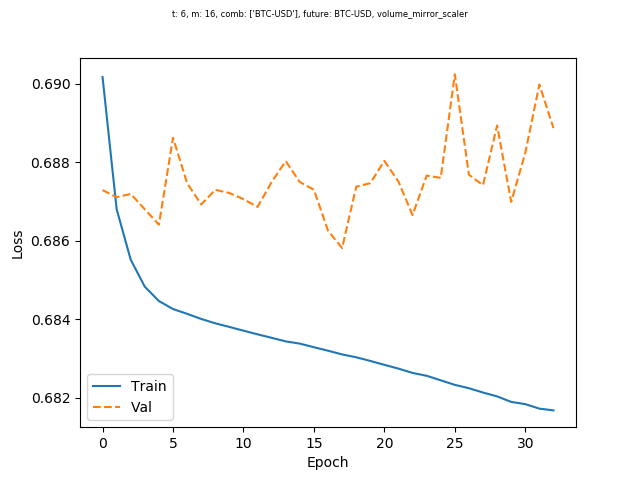 t: 6, m: 16, comb: ['BTC-USD'], future: BTC-USD, volume_mirror_scaler
0.690
0.688
0.686
0.684
0.682
Loss
Train
Val
0 5 10 15 20 25 30
Epoch